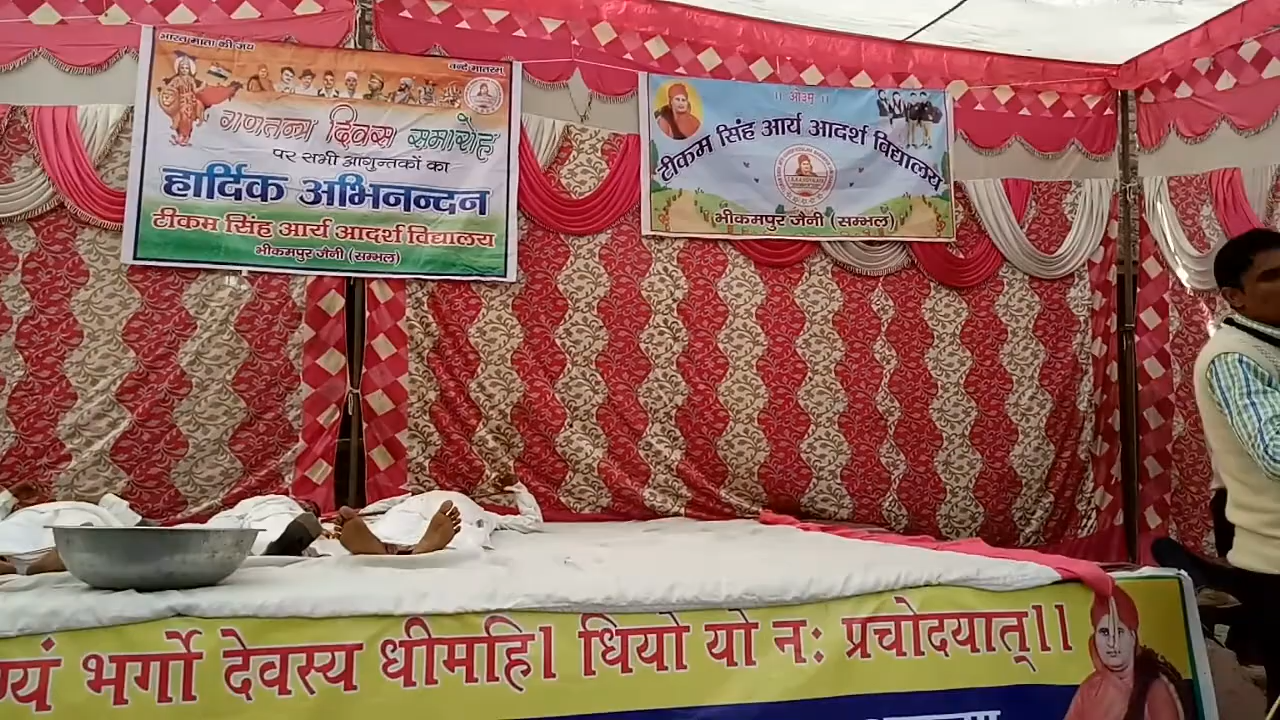 भारत माता की जय
वन्दे मातरम्
गणतन्त्र दिवस समारोह
पर सभी आगुन्तकों का
हार्दिक अभिनन्दन
टीकम सिंह आर्य आदर्श विद्यालय
भीकमपुर जैनी (सम्भल)
।। ओ३म् ।।
टीकम सिंह आर्य आदर्श विद्यालय
भीकमपुर जैनी (सम्भल)
भर्गो देवस्य धीमहि। धियो यो नः प्रचोदयात्।।